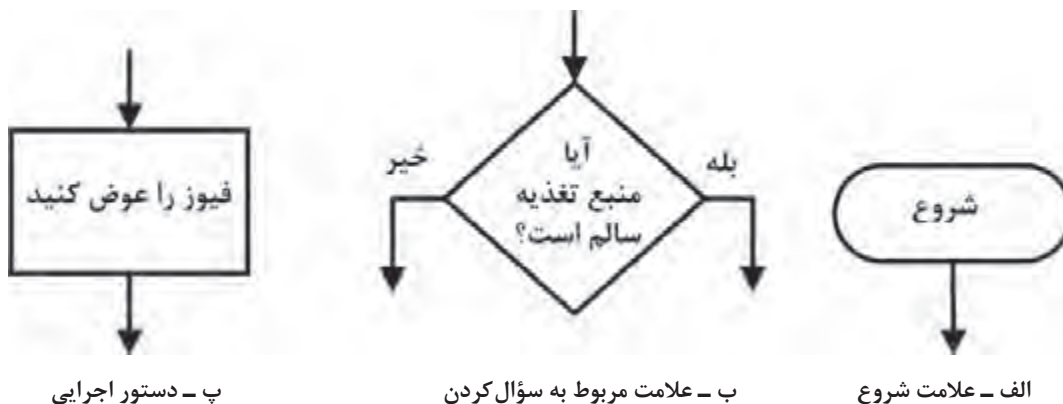 شروع
الف ـ علامت شروع
آیا
منبع تغذیه
سالم است؟
بله
خیر
ب ـ علامت مربوط به سؤال کردن
فیوز را عوض کنید
پ ـ دستور اجرایی